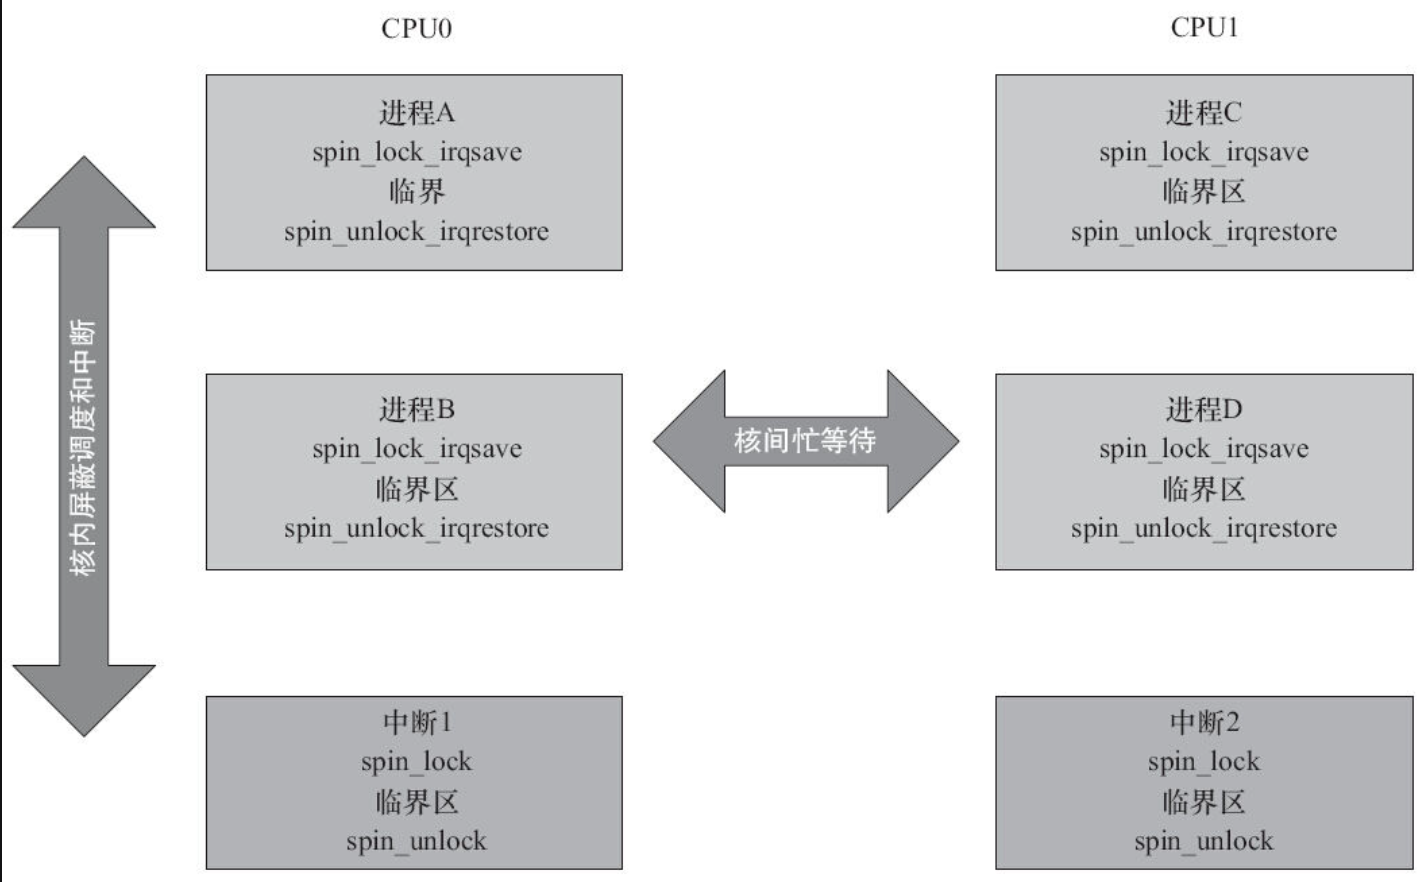 CPU0
CPU1
进程A
spin_lock_irqsave
临界
spin_unlock_irqrestore
进程C
spin_lock_irqsave
临界区
spin_unlock_irqrestore
核内屏蔽调度和中断
进程B
spin_lock_irqsave
临界区
spin_unlock_irqrestore
核间忙等待
进程D
spin_lock_irqsave
临界区
spin_unlock_irqrestore
中断1
spin_lock
临界区
spin_unlock
中断2
spin_lock
临界区
spin_unlock